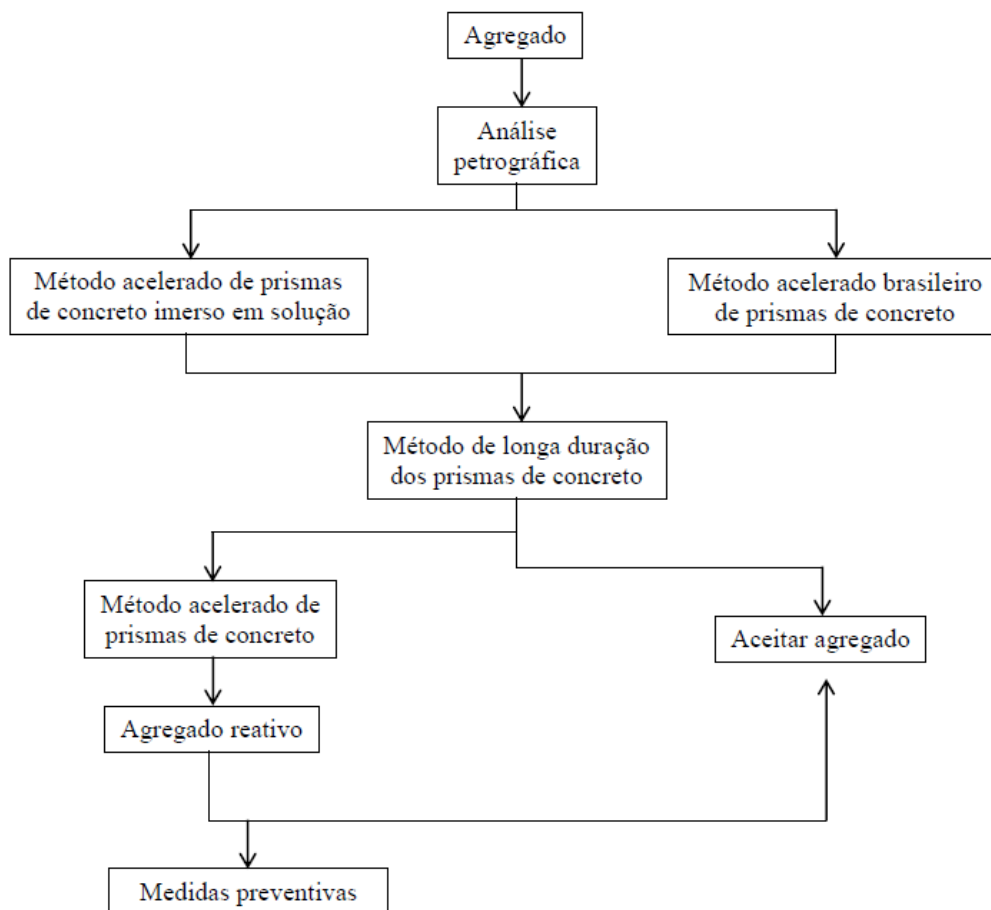 Agregado
Análise
petrográfica
Método acelerado de prismas
de concreto imerso em solução
Método acelerado brasileiro
de prismas de concreto
Método de longa duração
dos prismas de concreto
Método acelerado de
prismas de concreto
Aceitar agregado
Agregado reativo
Medidas preventivas